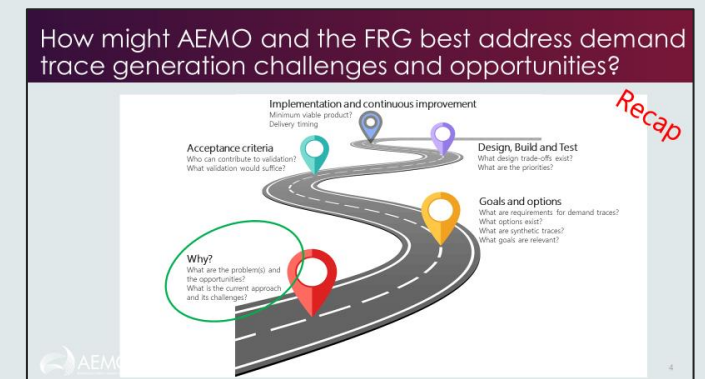 How might AEMO and the FRG best address demand
trace generation challenges and opportunities?
Recap
Implementation and continuous improvement
Minimum viable product?
Delivery timing
Acceptance criteria
Who can contribute to validation?
What validation would suffice?
Design, Build and Test
What design trade-offs exist?
What are the priorities?
Goals and options
What are requirements for demand traces?
What options exist?
What are synthetic traces?
What goals are relevant?
Why?
What are the problem(s) and
the opportunities?
What is the current approach
and its challenges?
AEMO
4